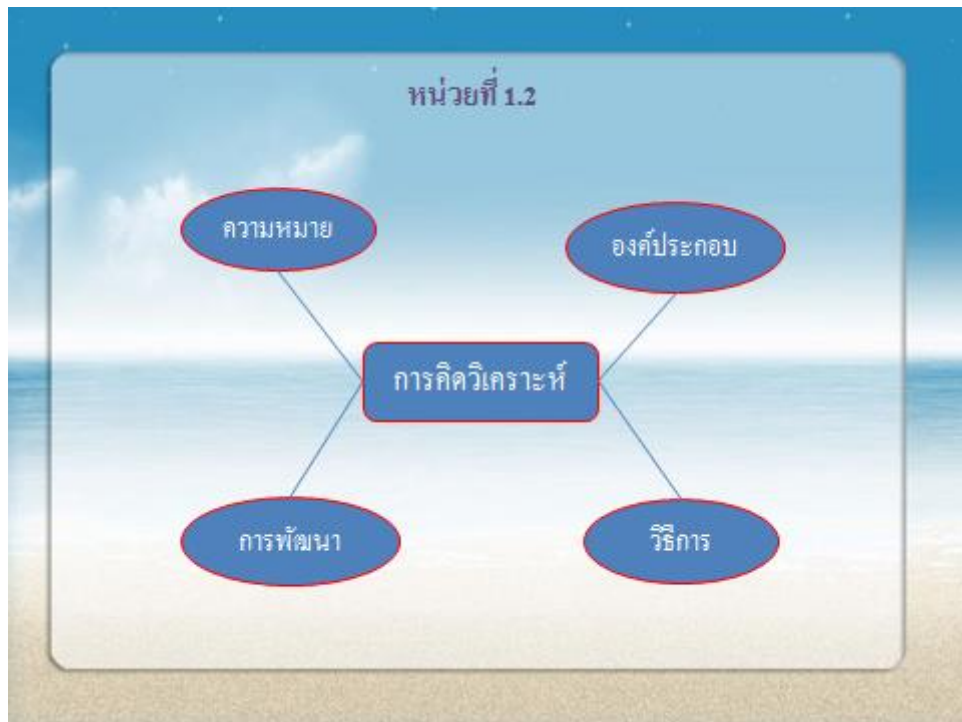 หน่วยที่ 1.2
ความหมาย
องค์ประกอบ
การคิดวิเคราะห์
การพัฒนา
วิธีการ